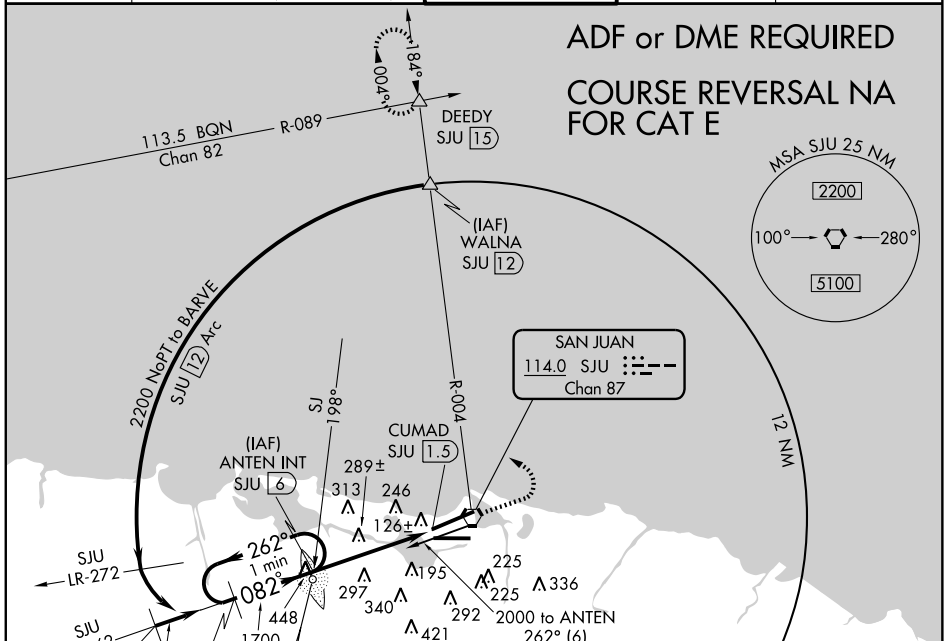 ADF or DME REQUIRED
COURSE REVERSAL NA
FOR CAT E
184°
004°
DEEDY
SJU 15
113.5 BQN
Chan 82
R-089
MSA SJU 25 NM
2200
100°
280°
5100
(IAF)
WALNA
SJU 12
2200 NoPT to BARVE
SJU 12 Arc
SAN JUAN
114.0 SJU
Chan 87
R-004
12 NM
SJ
198°
CUMAD
SJU 1.5
(IAF)
ANTEN INT
SJU 6
289±
313
246
126±
262°
1 min
082°
SJU
LR-272
195
225
225
336
297
340
292
448
421
2000 to ANTEN
262° (6)
1700
SJU